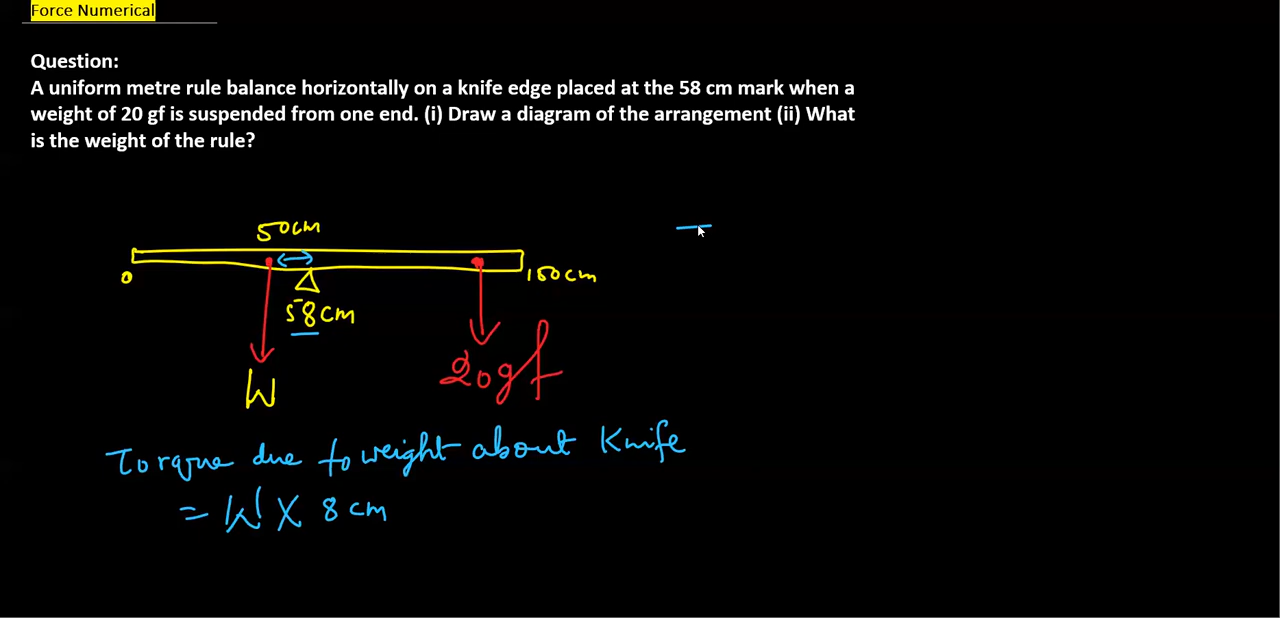 Force Numerical
Question:
A uniform metre rule balance horizontally on a knife edge placed at the 58 cm mark when a
weight of 20 gf is suspended from one end. (i) Draw a diagram of the arrangement (ii) What
is the weight of the rule?
50cm
0
100cm
58cm
W
20gf
Torque due to weight about Knife
= W X 8 cm